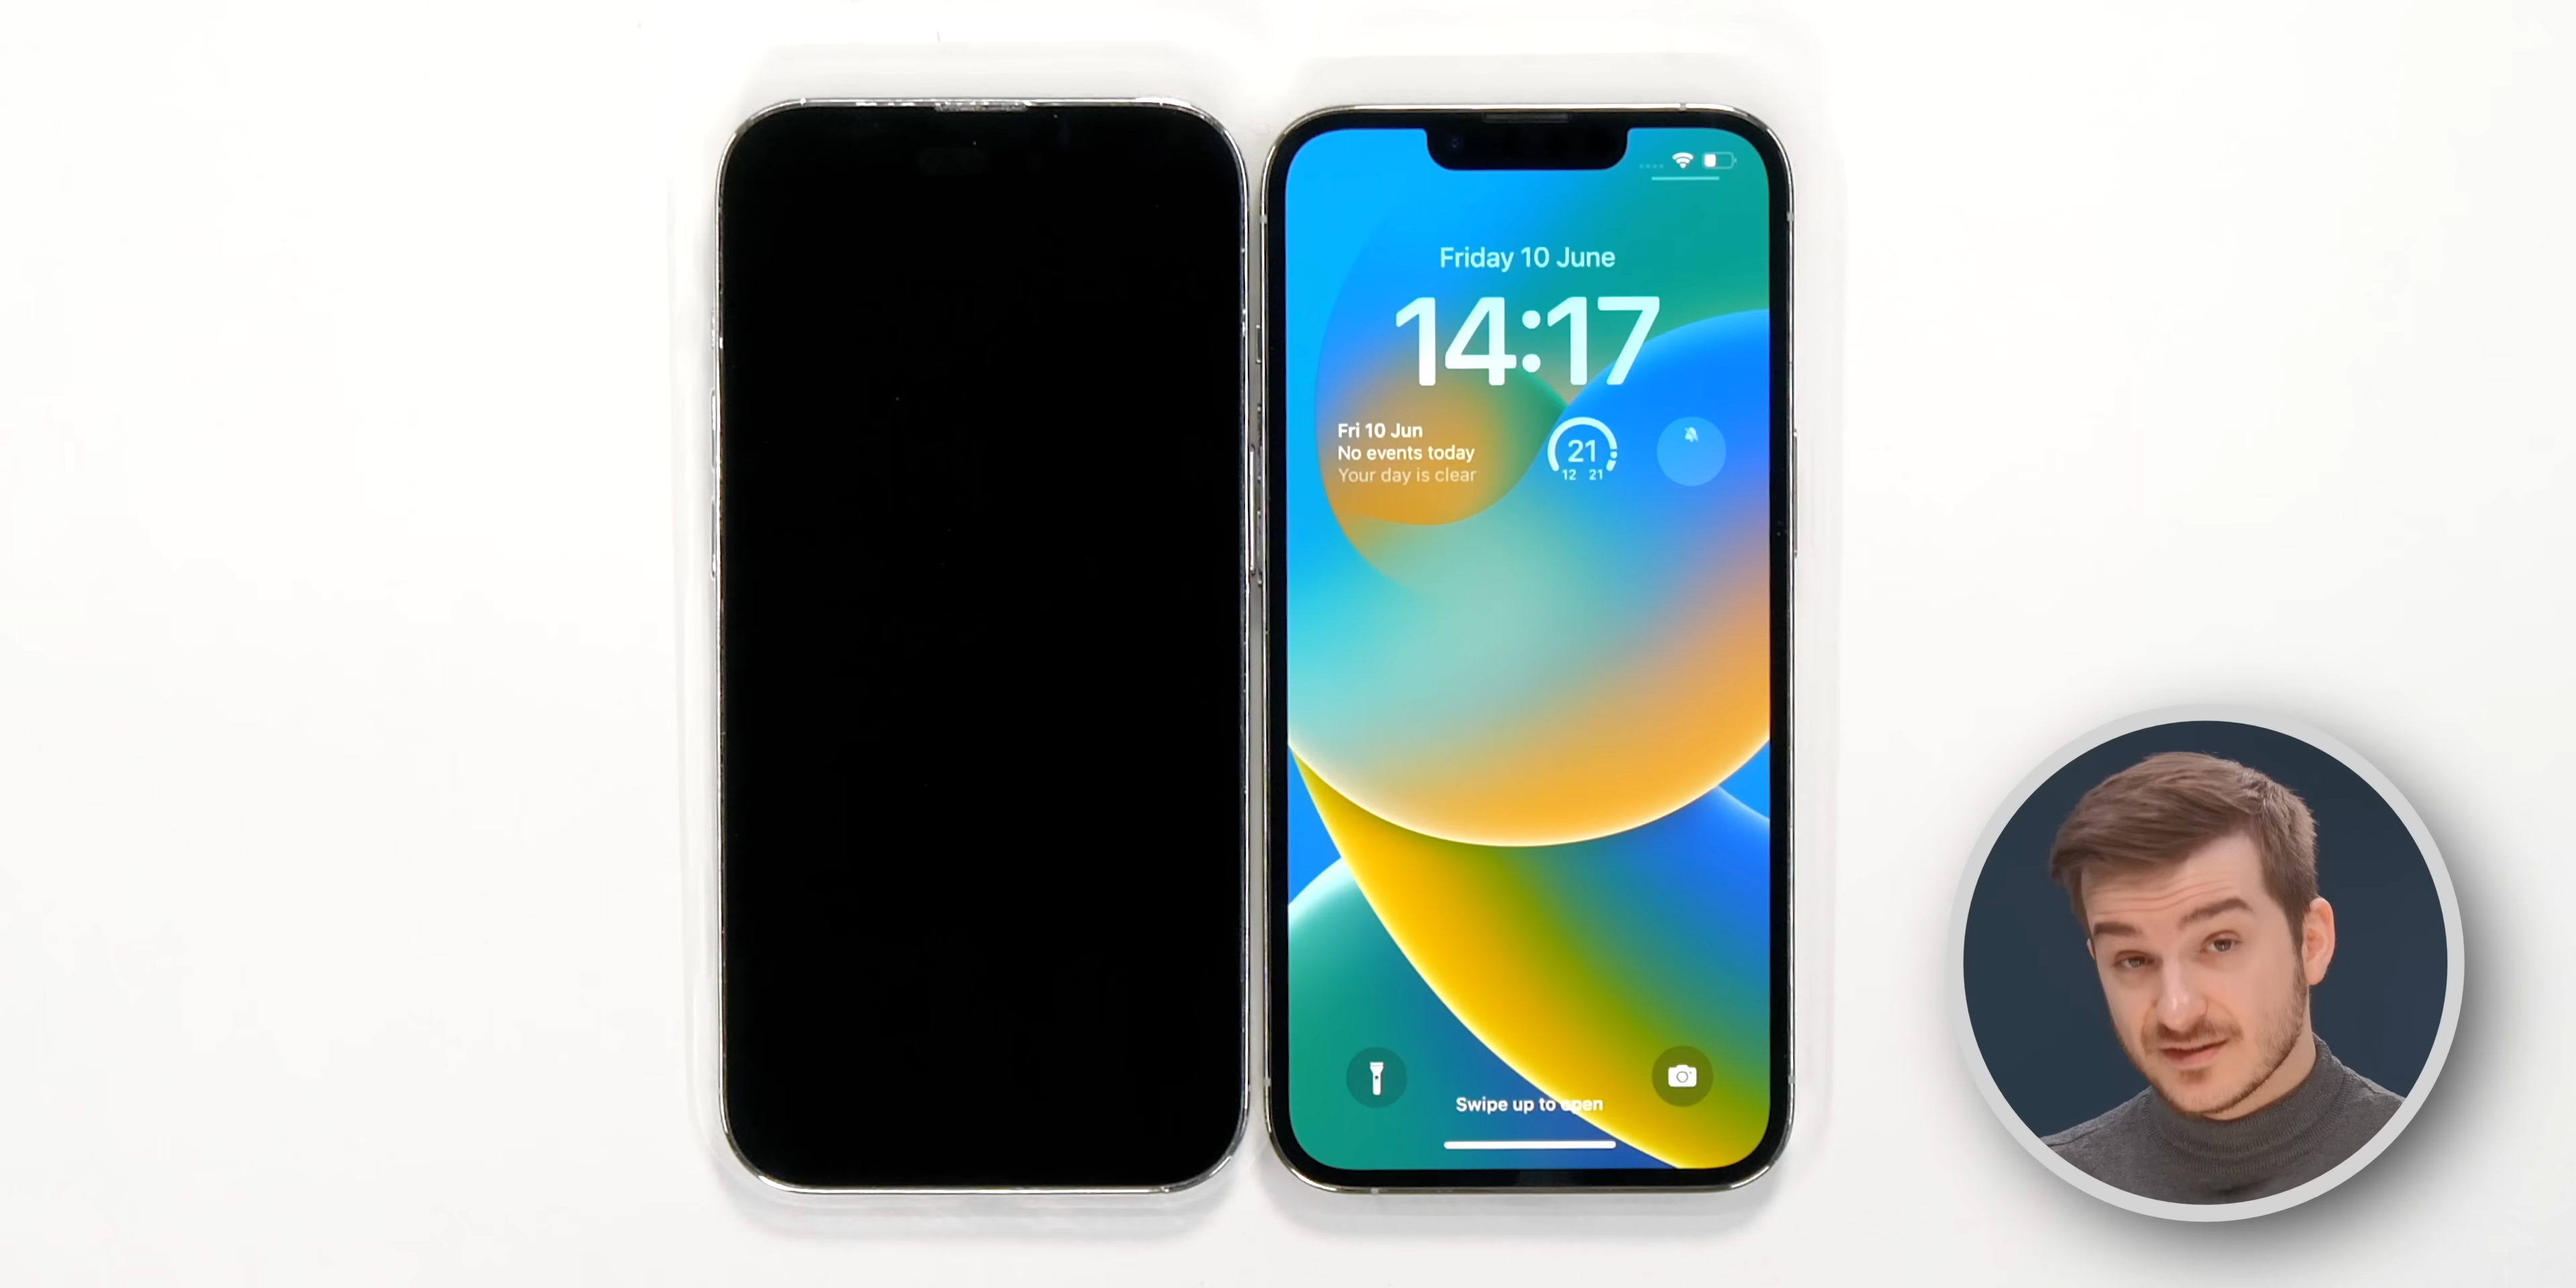 Friday 10 June
14:17
Fri 10 Jun
No events today
Your day is clear
21
12 21
Swipe up to open